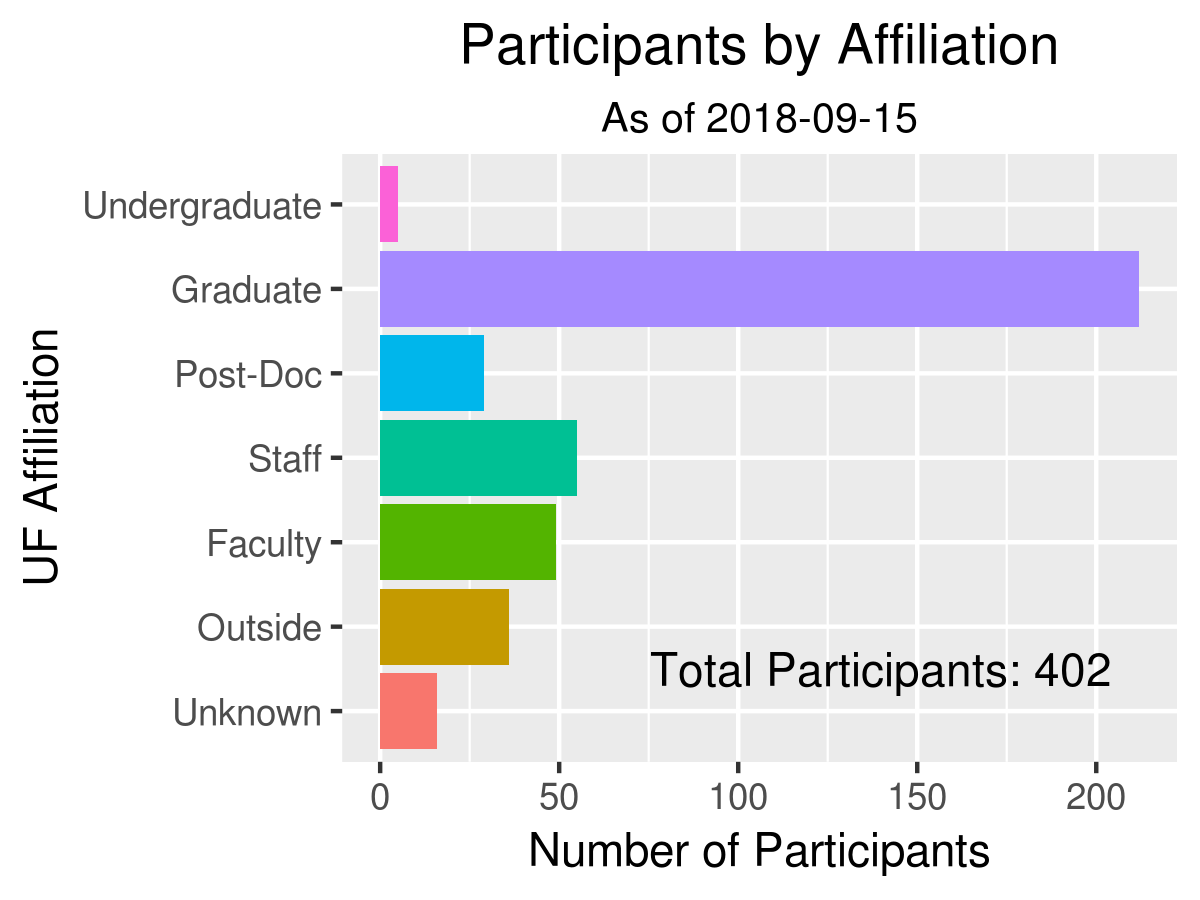 Participants by Affiliation
As of 2018-09-15
UF Affiliation
Undergraduate
Graduate
Post-Doc
Staff
Faculty
Outside
Unknown
Total Participants: 402
0 50 100 150 200
Number of Participants